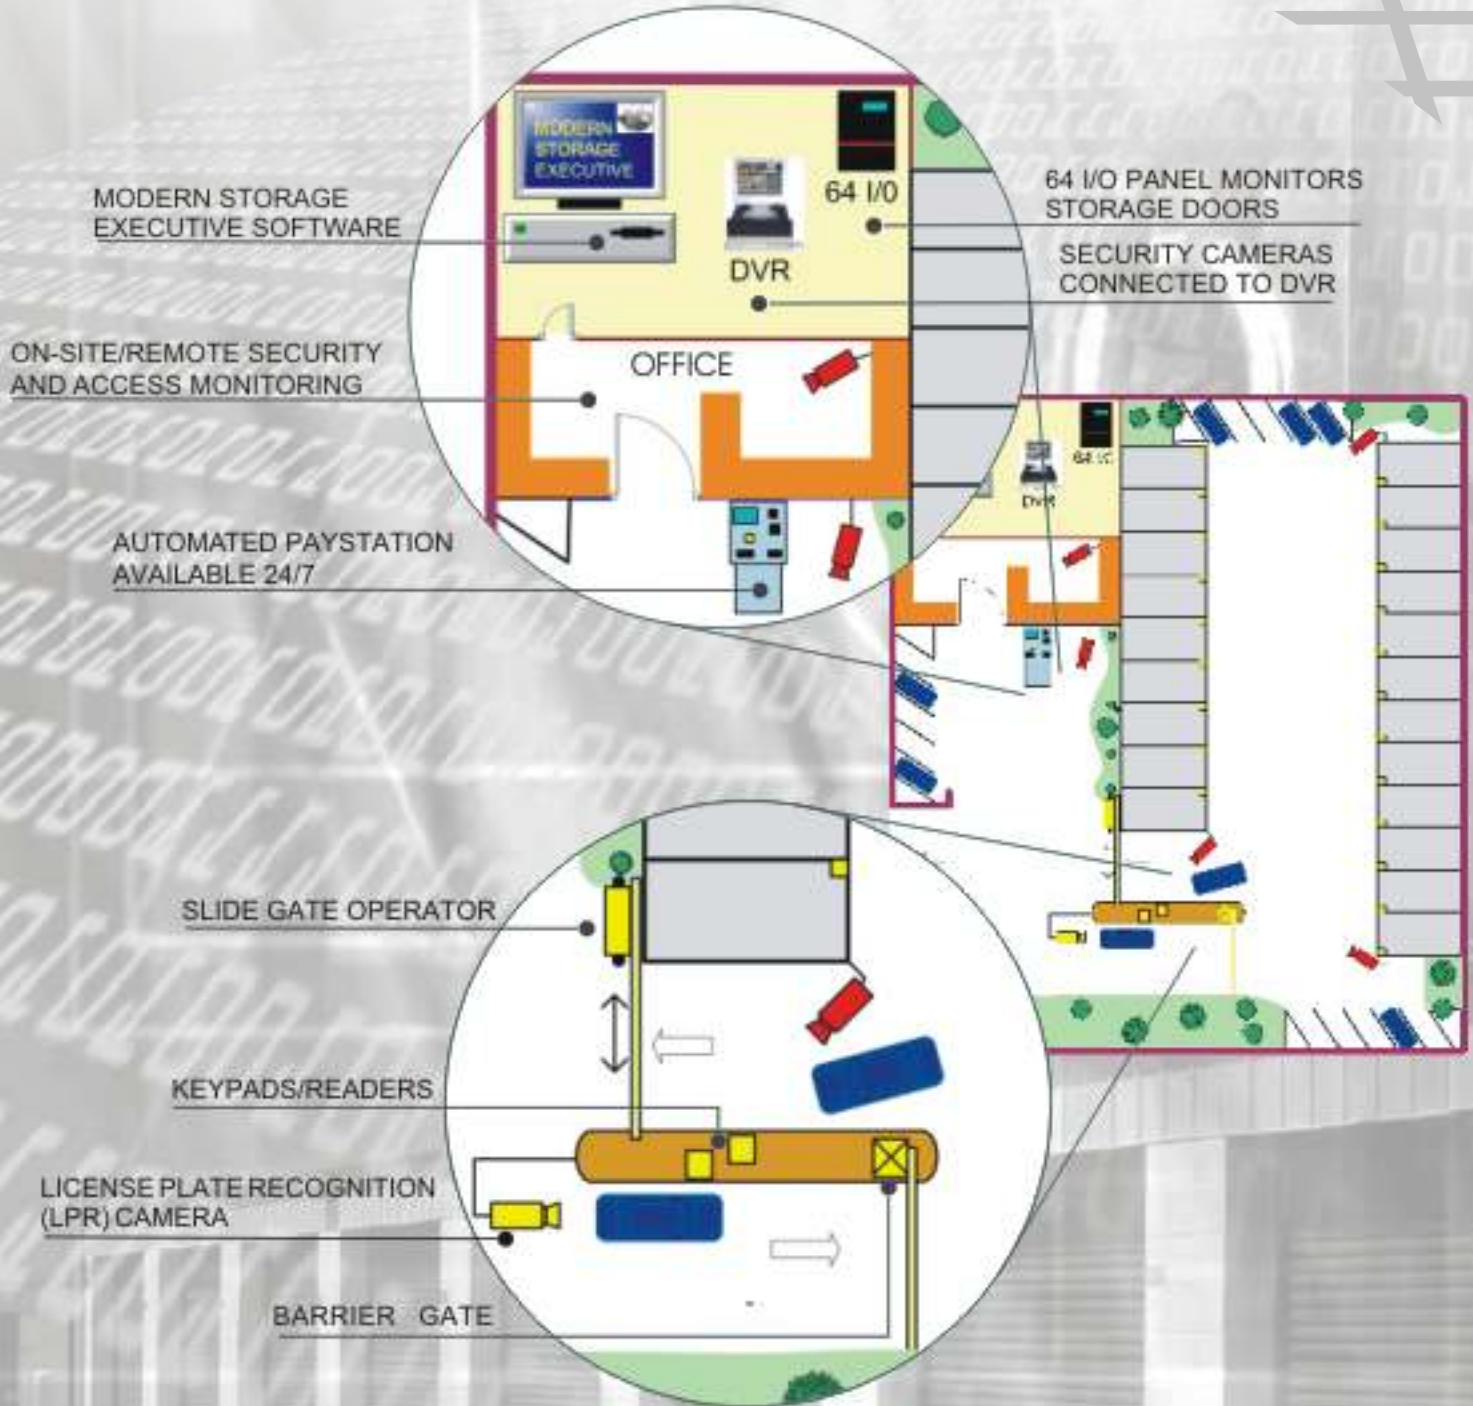 MODERN
STORAGE
EXECUTIVE
64 I/0
64 I/O PANEL MONITORS
STORAGE DOORS
MODERN STORAGE
EXECUTIVE SOFTWARE
SECURITY CAMERAS
CONNECTED TO DVR
DVR
ON-SITE/REMOTE SECURITY
AND ACCESS MONITORING
OFFICE
DVR
AUTOMATED PAYSTATION
AVAILABLE 24/7
SLIDE GATE OPERATOR
KEYPADS/READERS
LICENSE PLATE RECOGNITION
(LPR) CAMERA
BARRIER GATE